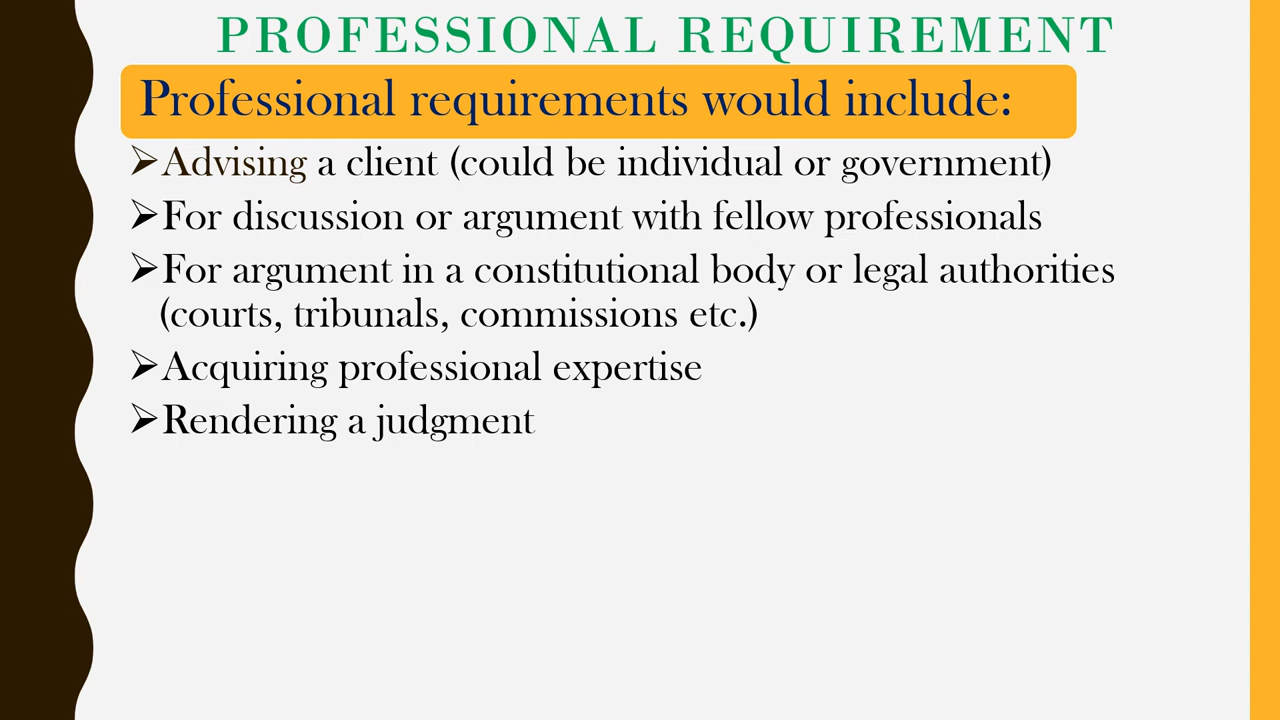 PROFESSIONAL REQUIREMENT
Professional requirements would include:
➢Advising a client (could be individual or government)
➢For discussion or argument with fellow professionals
➢For argument in a constitutional body or legal authorities
(courts, tribunals, commissions etc.)
➢Acquiring professional expertise
➢Rendering a judgment